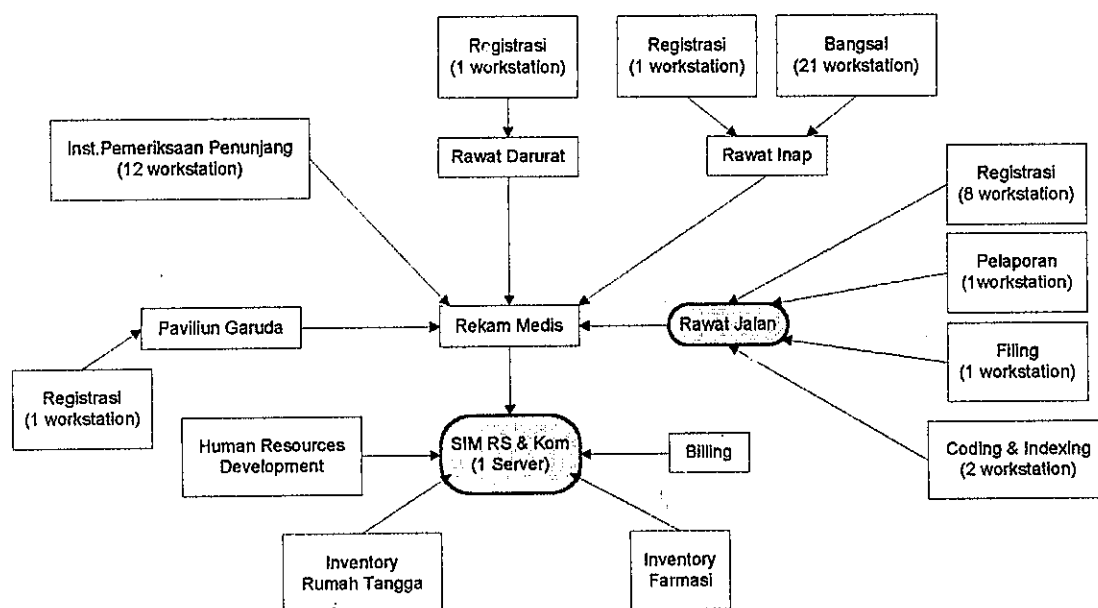 Registrasi
(1 workstation)
Registrasi
(1 workstation)
Bangsal
(21 workstation)
Inst.Pemeriksaan Penunjang
(12 workstation)
Rawat Darurat
Rawat Inap
Registrasi
(8 workstation)
Pelaporan
(1workstation)
Paviliun Garuda
Rekam Medis
Rawat Jalan
Filing
(1 workstation)
Registrasi
(1 workstation)
Human Resources
Development
SIM RS & Kom
(1 Server)
Billing
Coding & Indexing
(2 workstation)
Inventory
Rumah Tangga
Inventory
Farmasi